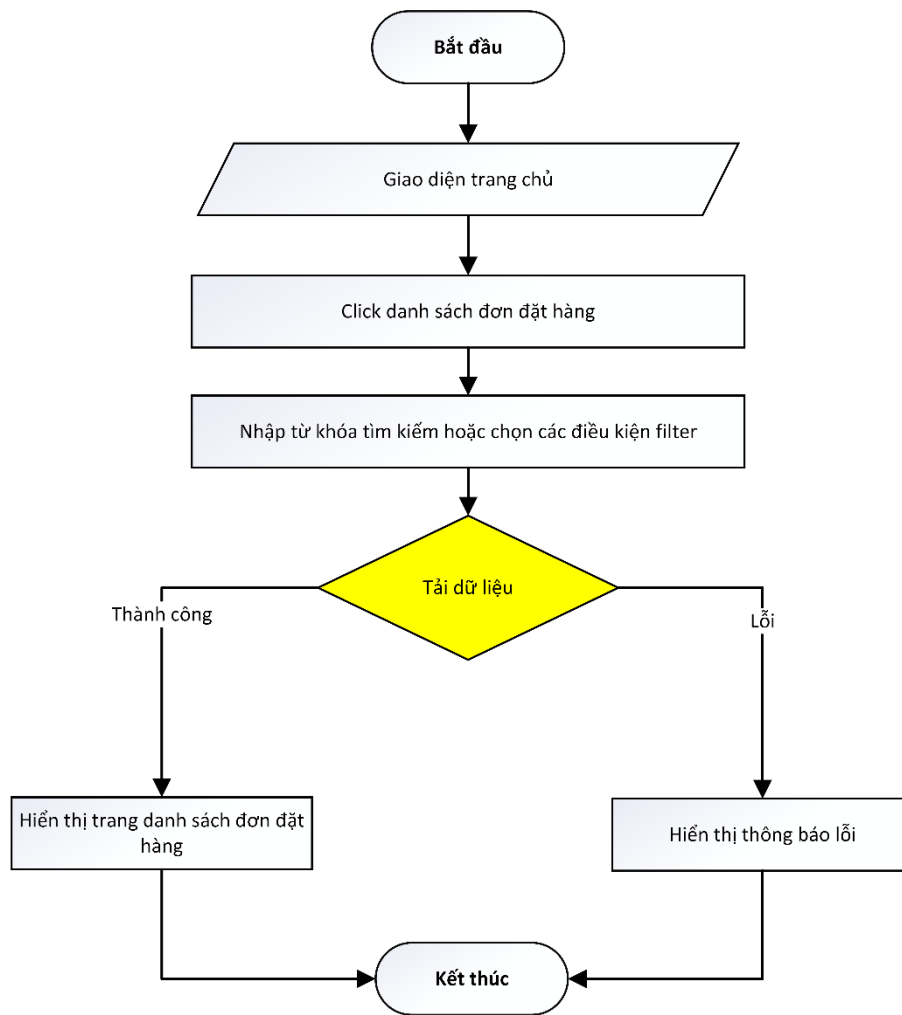 Bắt đầu
Giao diện trang chủ
Click danh sách đơn đặt hàng
Nhập từ khóa tìm kiếm hoặc chọn các điều kiện filter
Tải dữ liệu
Thành công
Lỗi
Hiển thị trang danh sách đơn đặt
hàng
Hiển thị thông báo lỗi
Kết thúc